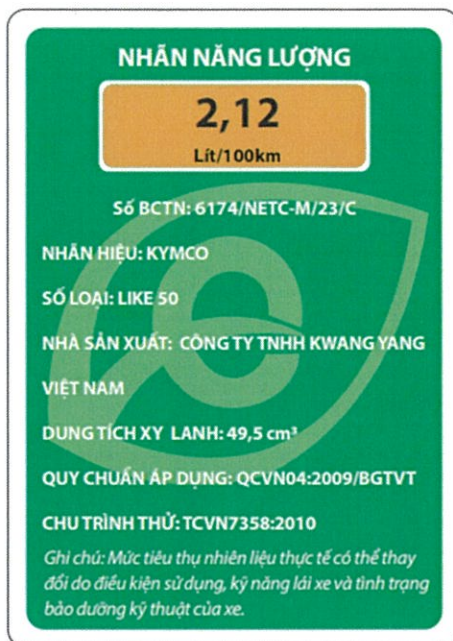 NHÃN NĂNG LƯỢNG
2,12
Lít/100km
Số BCTN: 6174/NETC-M/23/C
NHÃN HIỆU: KYMCO
SỐ LOẠI: LIKE 50
NHÀ SẢN XUẤT: CÔNG TY TNHH KWANG YANG
VIỆT NAM
DUNG TÍCH XY LANH: 49,5 cm³
QUY CHUẨN ÁP DỤNG: QCVN04:2009/BGTVT
CHU TRÌNH THỬ: TCVN7358:2010
Ghi chú: Mức tiêu thụ nhiên liệu thực tế có thể thay
đổi do điều kiện sử dụng, kỹ năng lái xe và tình trạng
bảo dưỡng kỹ thuật của xe.